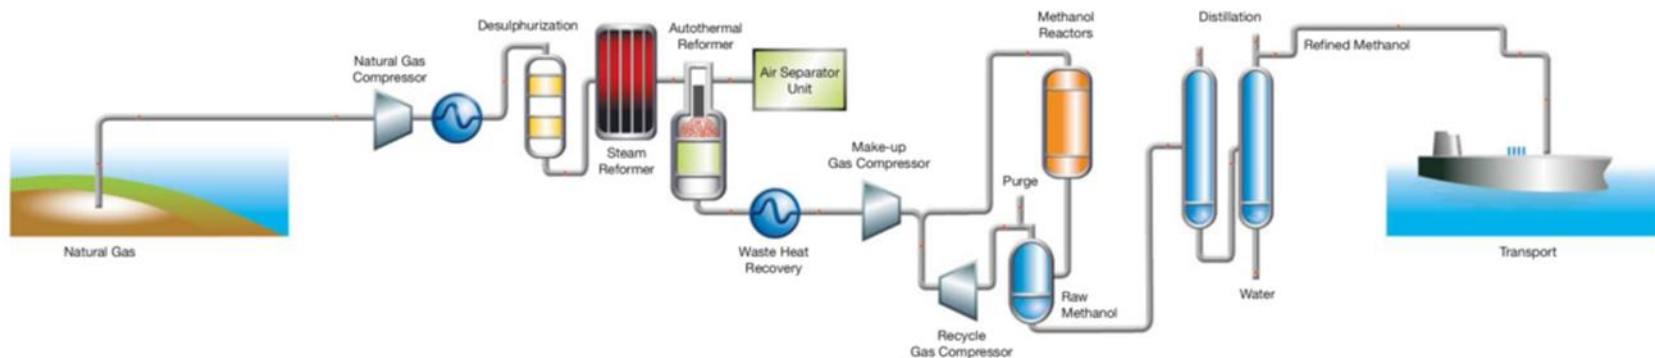 Natural Gas
Natural Gas
Compressor
Desulphurization
Steam
Reformer
Autothermal
Reformer
Air Separator
Unit
Waste Heat
Recovery
Make-up
Gas Compressor
Recycle
Gas Compressor
Purge
Raw
Methanol
Methanol
Reactors
Distillation
Water
Refined Methanol
Transport